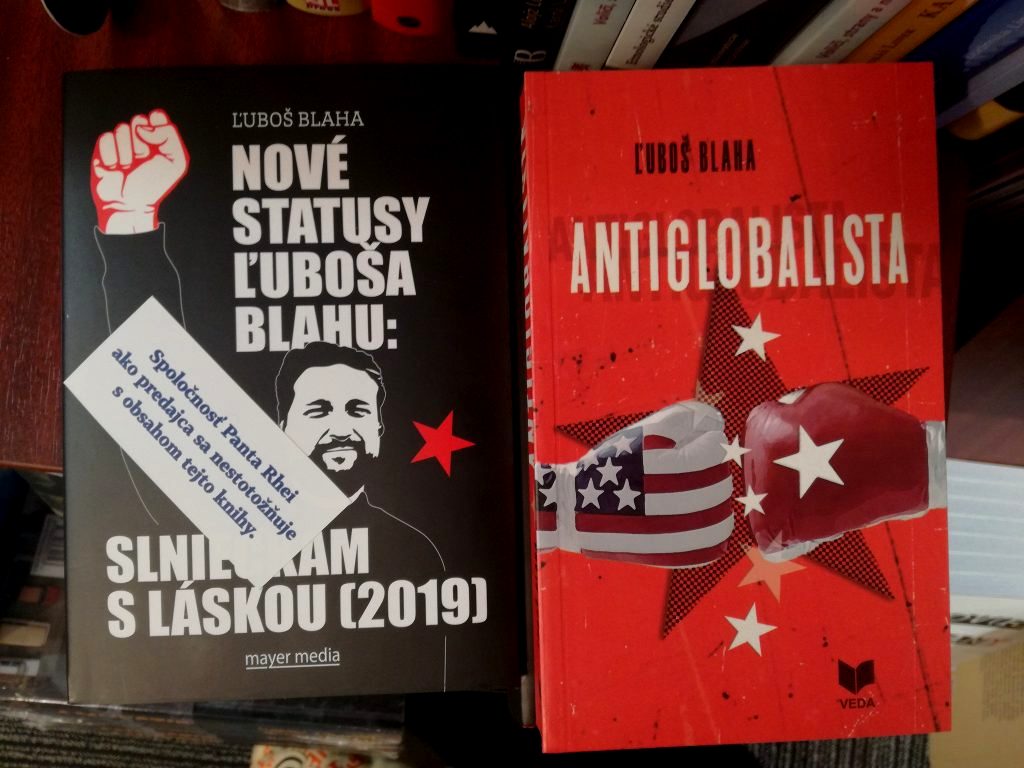 ĽUBOŠ BLAHA
NOVÉ
STATUSY
ĽUBOŠA
BLAHU:
Spoločnosť Panta Rhei
ako predajca sa nestotožňuje
s obsahom tejto knihy.
S LÁSKOU (2019)
mayer media
ĽUBOŠ BLAHA
ANTIGLOBALISTA
VEDA